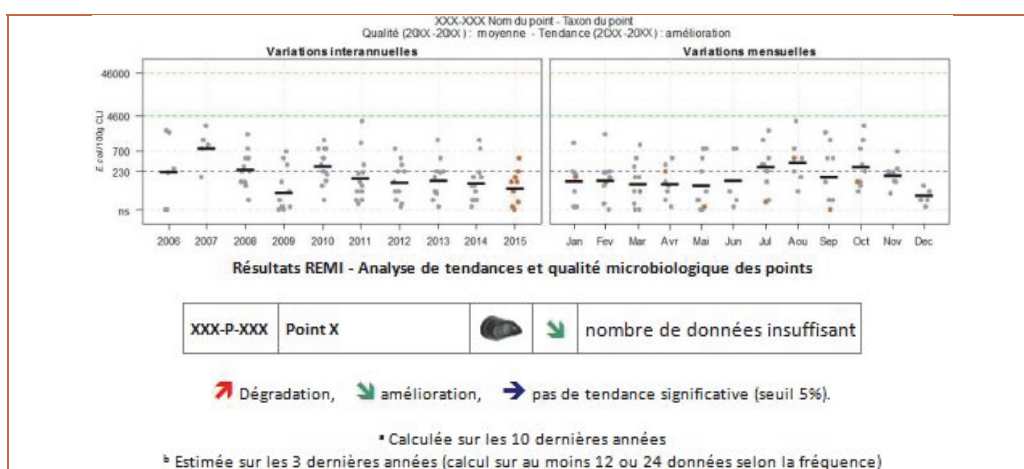 XXX-XXX Nom du point - Taxon du point
Qualité (20XX-20XX) : moyenne - Tendance (20XX-20XX) : amélioration
Variations interannuelles
Variations mensuelles
E.coli/100g CLI
46000
4600
700
230
ns
2006 2007 2008 2009 2010 2011 2012 2013 2014 2015
Jan Fev Mar Avr Mai Jun Jul Aou Sep Oct Nov Dec
Résultats REMI - Analyse de tendances et qualité microbiologique des points
XXX-P-XXX Point X nombre de données insuffisant
Dégradation, amélioration, pas de tendance significative (seuil 5%).
ᵃ Calculée sur les 10 dernières années
ᵇ Estimée sur les 3 dernières années (calcul sur au moins 12 ou 24 données selon la fréquence)